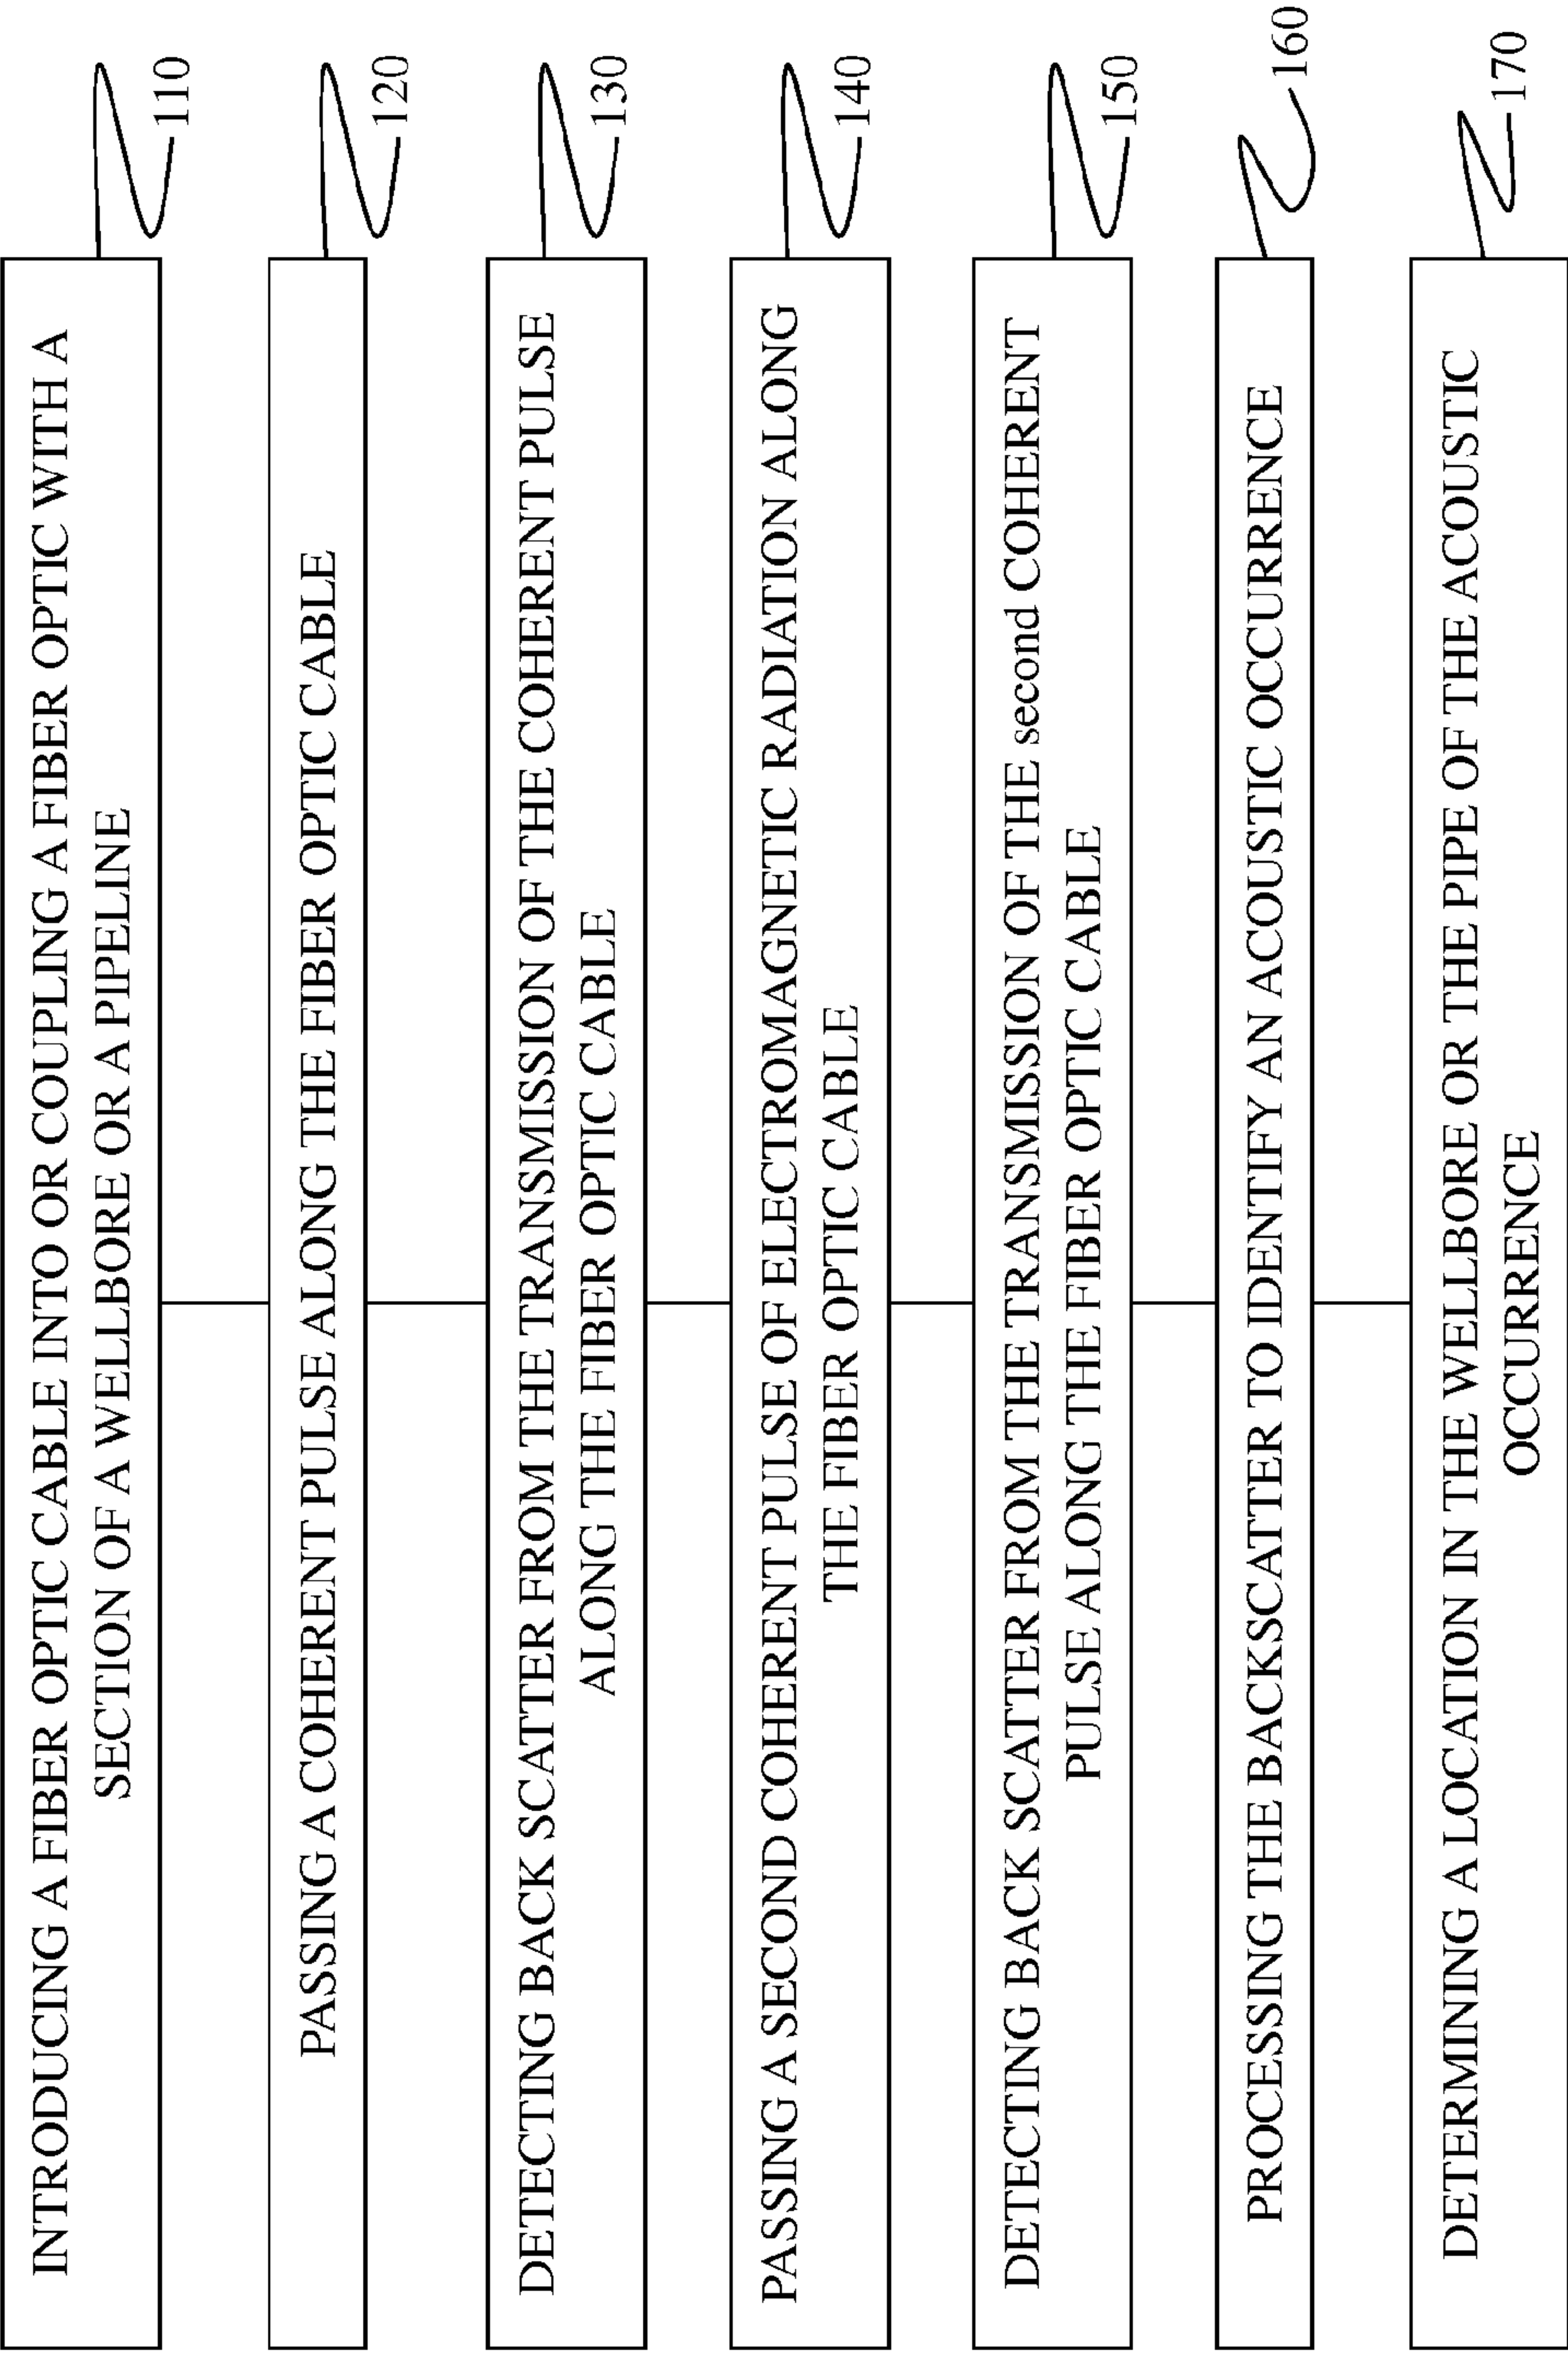 INTRODUCING A FIBER OPTIC CABLE INTO OR COUPLING A FIBER OPTIC WITH A
SECTION OF A WELLBORE OR A PIPELINE
110
PASSING A COHERENT PULSE ALONG THE FIBER OPTIC CABLE
120
DETECTING BACK SCATTER FROM THE TRANSMISSION OF THE COHERENT PULSE
ALONG THE FIBER OPTIC CABLE
130
PASSING A SECOND COHERENT PULSE OF ELECTROMAGNETIC RADIATION ALONG
THE FIBER OPTIC CABLE
140
DETECTING BACK SCATTER FROM THE TRANSMISSION OF THE second COHERENT
PULSE ALONG THE FIBER OPTIC CABLE
150
PROCESSING THE BACKSCATTER TO IDENTIFY AN ACOUSTIC OCCURRENCE
160
DETERMINING A LOCATION IN THE WELLBORE OR THE PIPE OF THE ACOUSTIC
OCCURRENCE
170